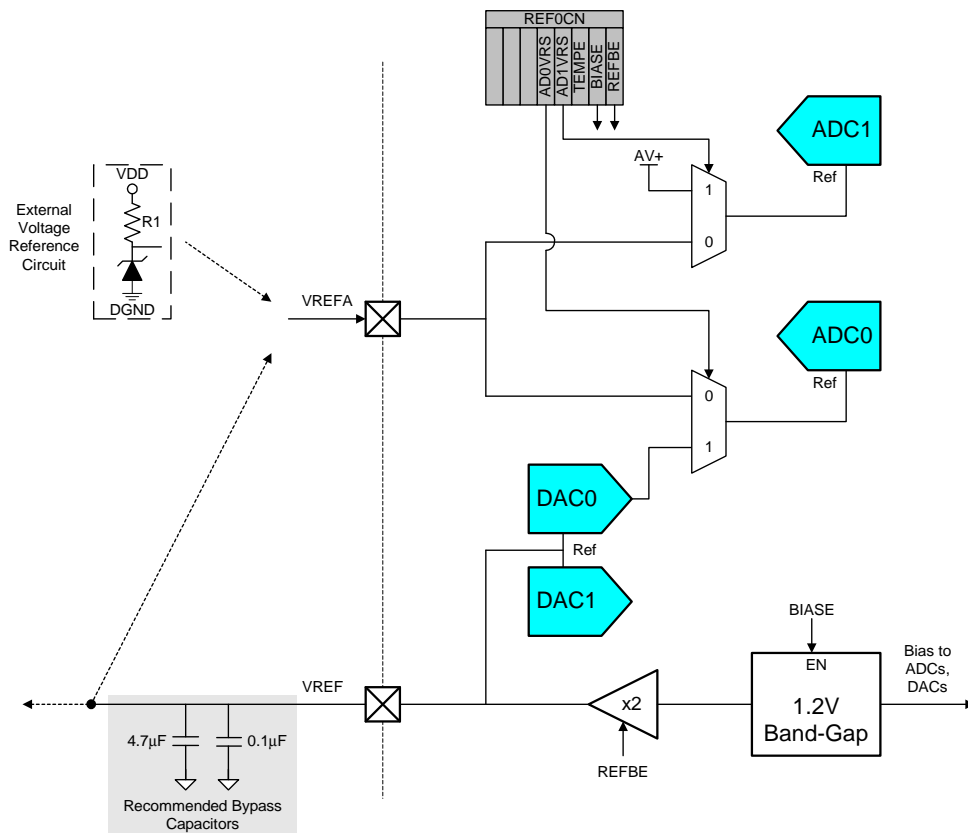 REF0CN
AD0VRS
AD1VRS
TEMPE
BIASE
REFBE
ADC1
Ref
AV+
1
0
VDD
R1
DGND
External
Voltage
Reference
Circuit
VREFA
ADC0
Ref
0
1
DAC0
Ref
DAC1
BIASE
EN
1.2V
Band-Gap
Bias to
ADCs,
DACs
x2
REFBE
VREF
4.7μF
0.1μF
Recommended Bypass
Capacitors